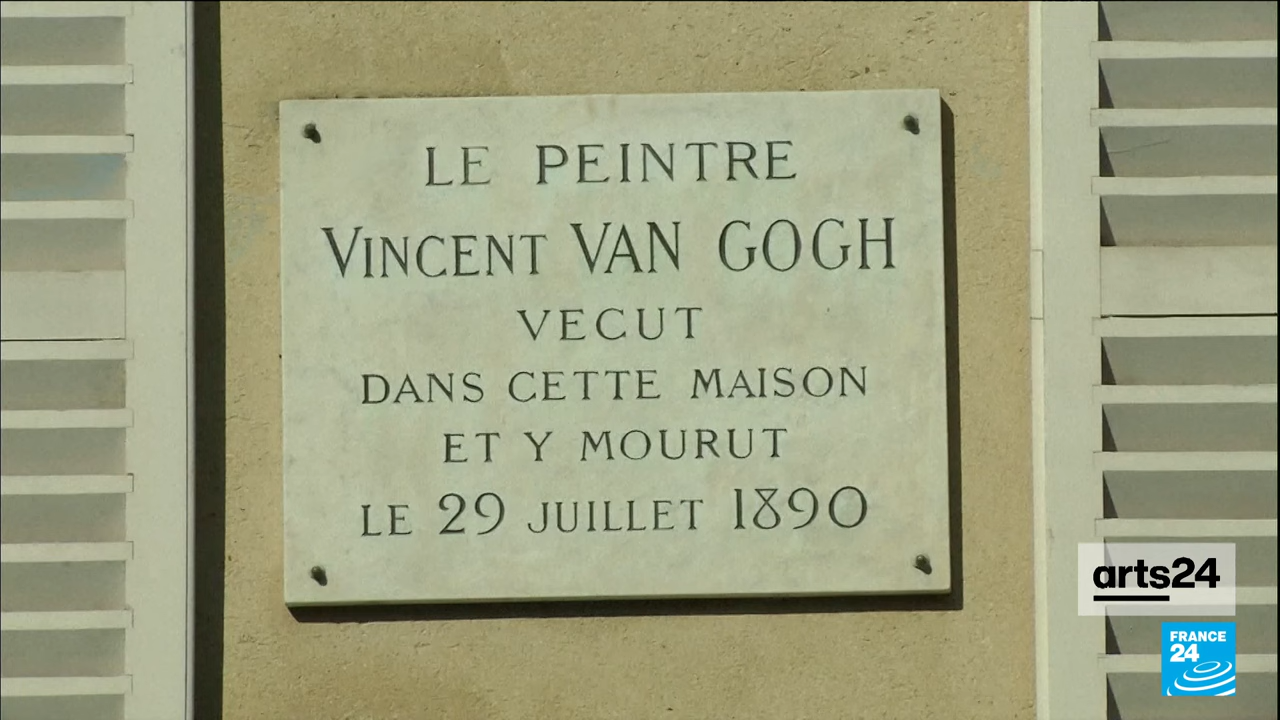 LE PEINTRE
VINCENT VAN GOGH
VECUT
DANS CETTE MAISON
ET Y MOURUT
LE 29 JUILLET 1890
arts24
FRANCE
24